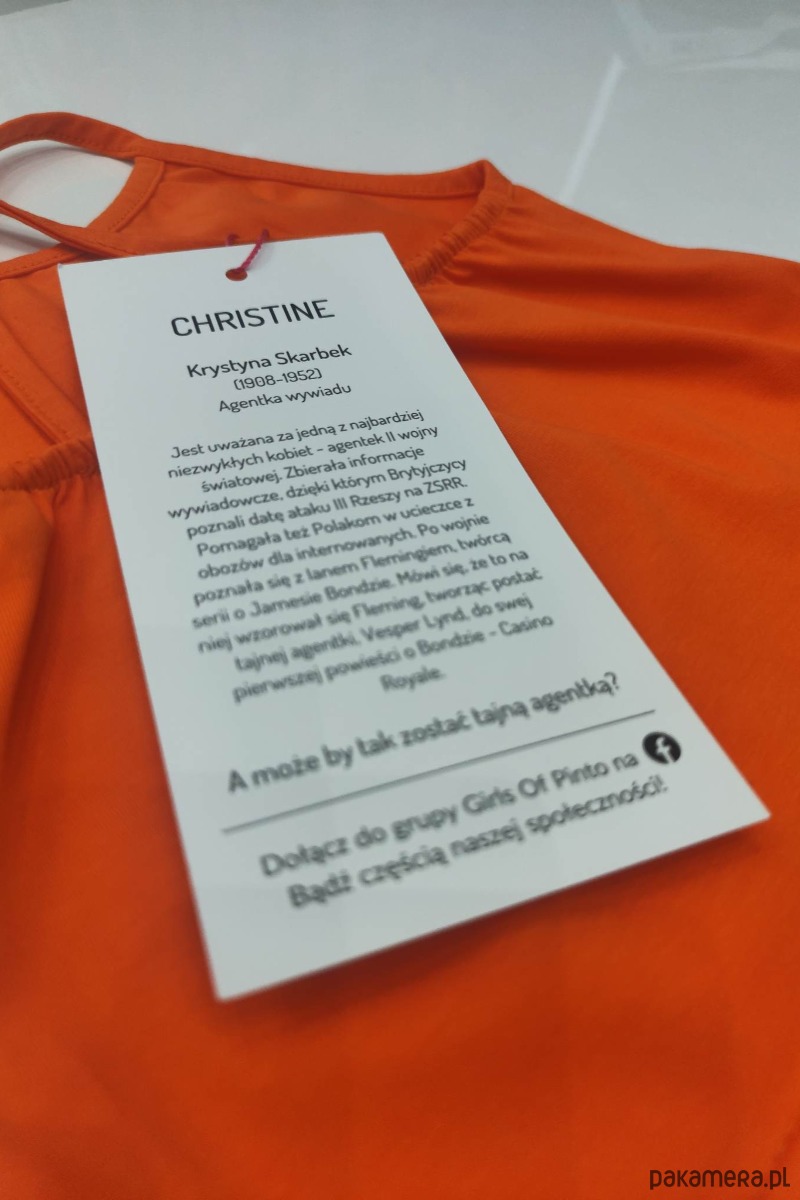 CHRISTINE
Krystyna Skarbek
(1908-1952)
Agentka wywiadu
Jest uważana za jedną z najbardziej
niezwykłych kobiet - agentek II wojny
światowej. Zbierała informacje
wywiadowcze, dzięki którym Brytyjczycy
poznali datę ataku III Rzeszy na ZSRR.
Pomagała też Polakom w ucieczce z
obozów dla internowanych. Po wojnie
poznała się z Ianem Flemingiem, twórcą
serii o Jamesie Bondzie. Mówi się, że to na
niej wzorował się Fleming, tworząc postać
tajnej agentki, Vesper Lynd, do swej
pierwszej powieści o Bondzie - Casino
Royale.
A może by tak zostać tajną agentką?
Dołącz do grupy Girls Of Pinto na f
Bądź częścią naszej społeczności!
pakamera.pl